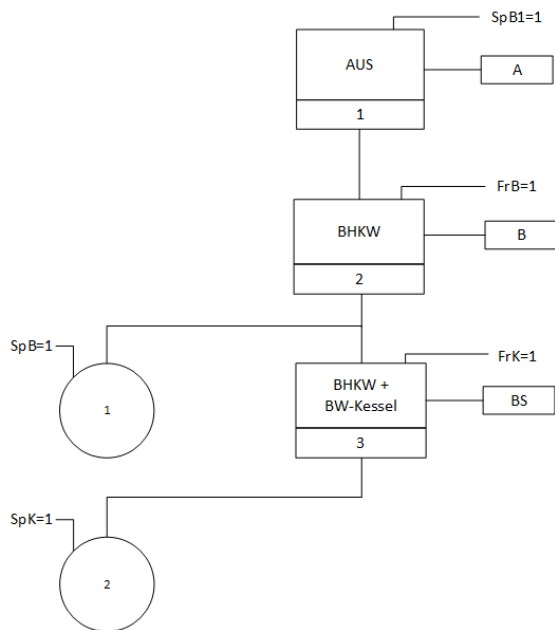 SpB1=1
AUS
A
1
FrB=1
BHKW
B
2
SpB=1
1
FrK=1
BHKW +
BW-Kessel
BS
3
SpK=1
2